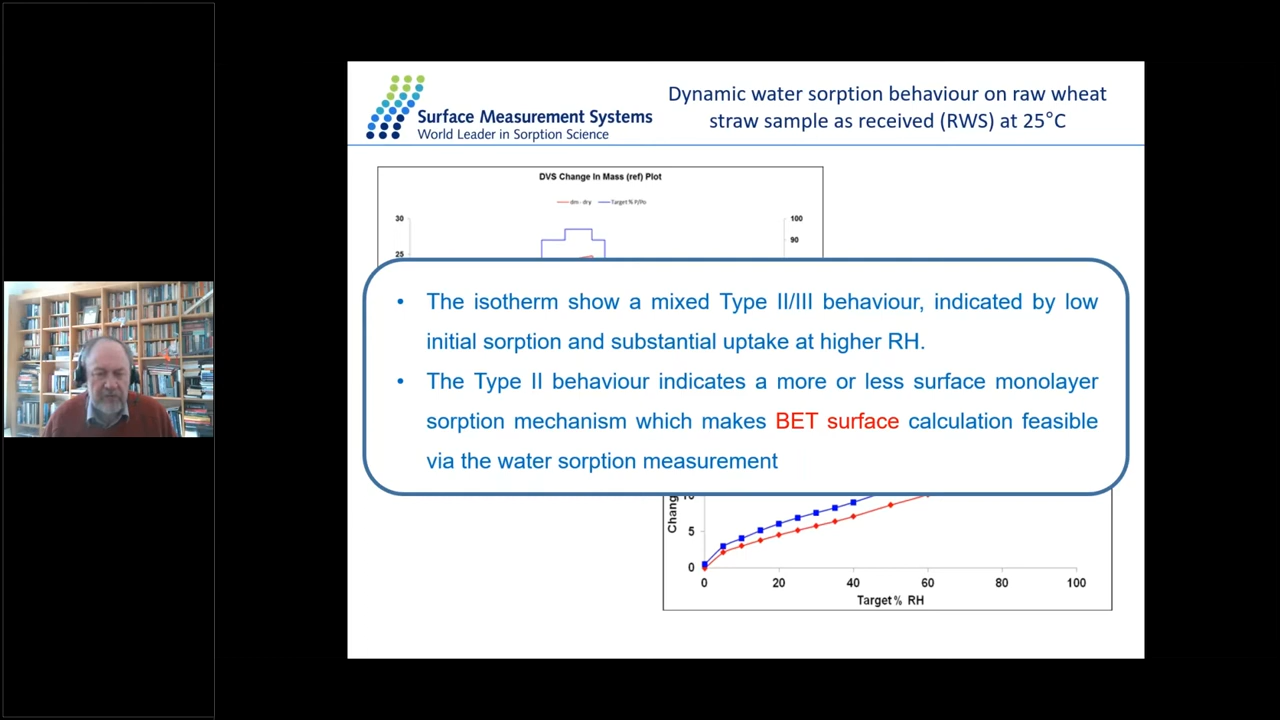 Surface Measurement Systems
World Leader in Sorption Science
Dynamic water sorption behaviour on raw wheat
straw sample as received (RWS) at 25°C
DVS Change In Mass (ref) Plot
dm - dry Target % P/Po
30
25
100
90
• The isotherm show a mixed Type II/III behaviour, indicated by low
initial sorption and substantial uptake at higher RH.
• The Type II behaviour indicates a more or less surface monolayer
sorption mechanism which makes BET surface calculation feasible
via the water sorption measurement
10
5
0
0 20 40 60 80 100
Target % RH